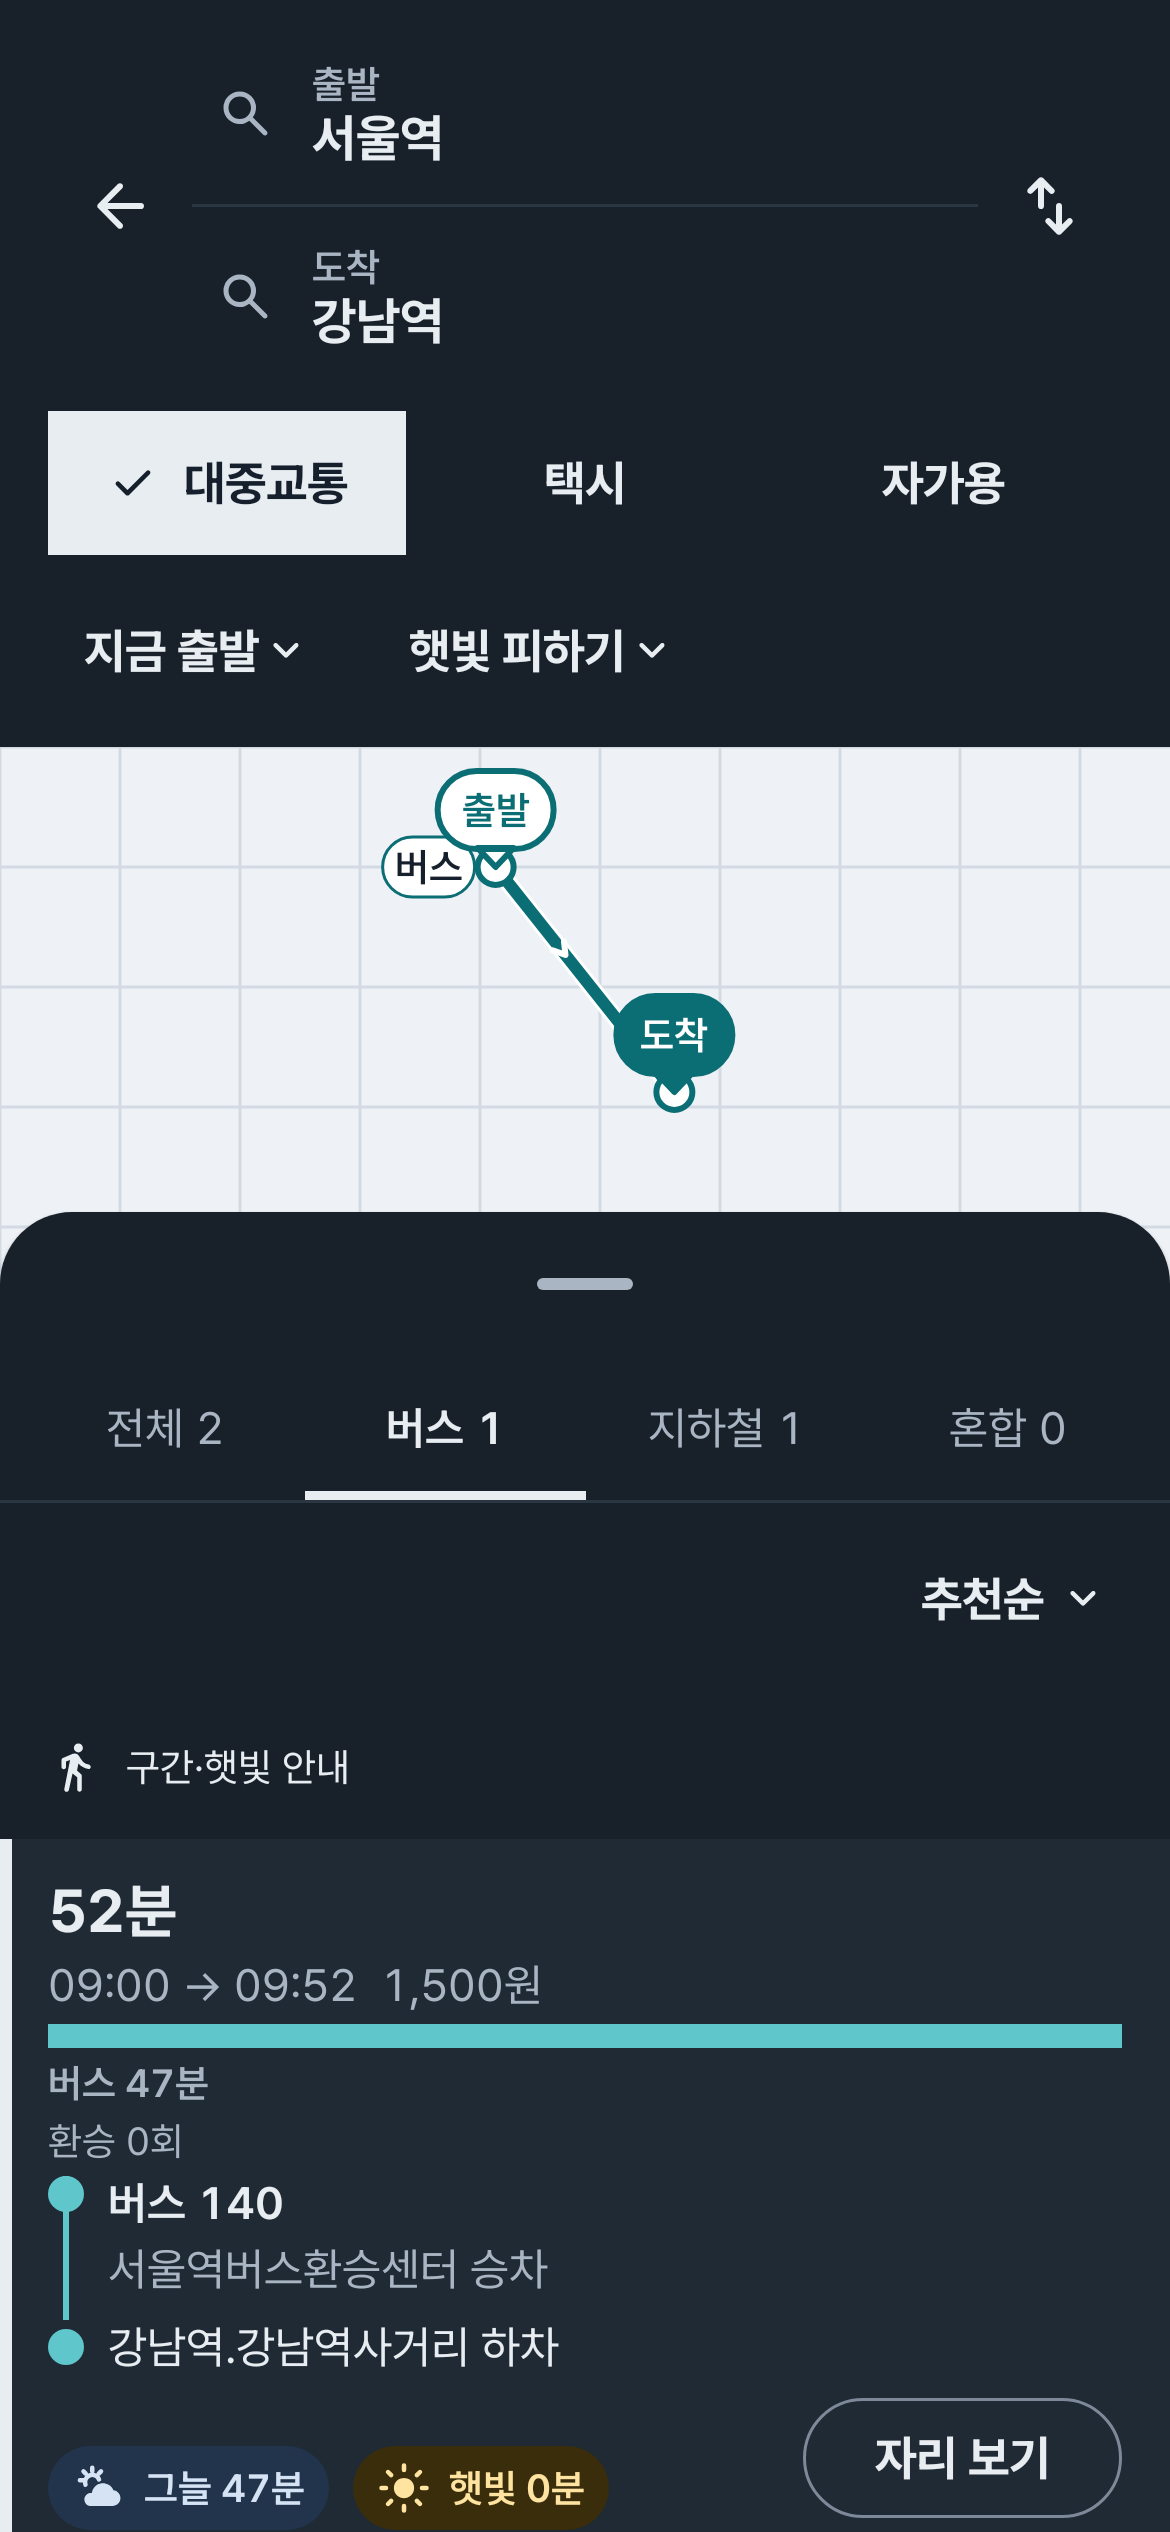 출발
서울역
도착
강남역
대중교통
택시
자가용
지금 출발
햇빛 피하기
출발
버스
도착
전체 2
버스 1
지하철 1
혼합 0
추천순
구간·햇빛 안내
52분
09:00 → 09:52 1,500원
버스 47분
환승 0회
버스 140
서울역버스환승센터 승차
강남역.강남역사거리 하차
자리 보기
그늘 47분
햇빛 0분